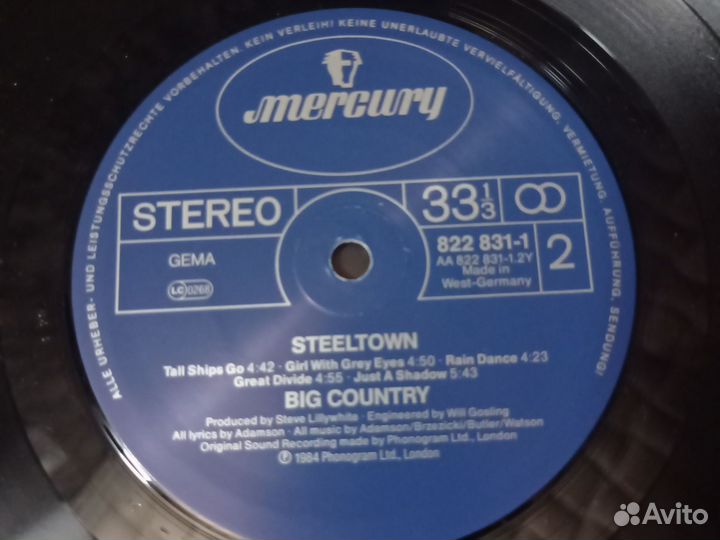 ALLE URHEBER- UND LEISTUNGSSCHUTZRECHTE VORBEHALTEN. KEIN VERLEIH! KEINE UNERLAUBTE VERVIELFÄLTIGUNG, VERMIETUNG, AUFFÜHRUNG, SENDUNG!
mercury
STEREO
33 1/3
GEMA
LC 0268
822 831-1
AA 822 831-1.2Y
Made in
West-Germany
2
STEELTOWN
Tall Ships Go 4:42 · Girl With Grey Eyes 4:50 · Rain Dance 4:23
Great Divide 4:55 · Just A Shadow 5:43
BIG COUNTRY
Produced by Steve Lillywhite · Engineered by Will Gosling
All lyrics by Adamson · All music by Adamson/Brzezicki/Butler/Watson
Original Sound Recording made by Phonogram Ltd., London
℗ 1984 Phonogram Ltd., London
Avito